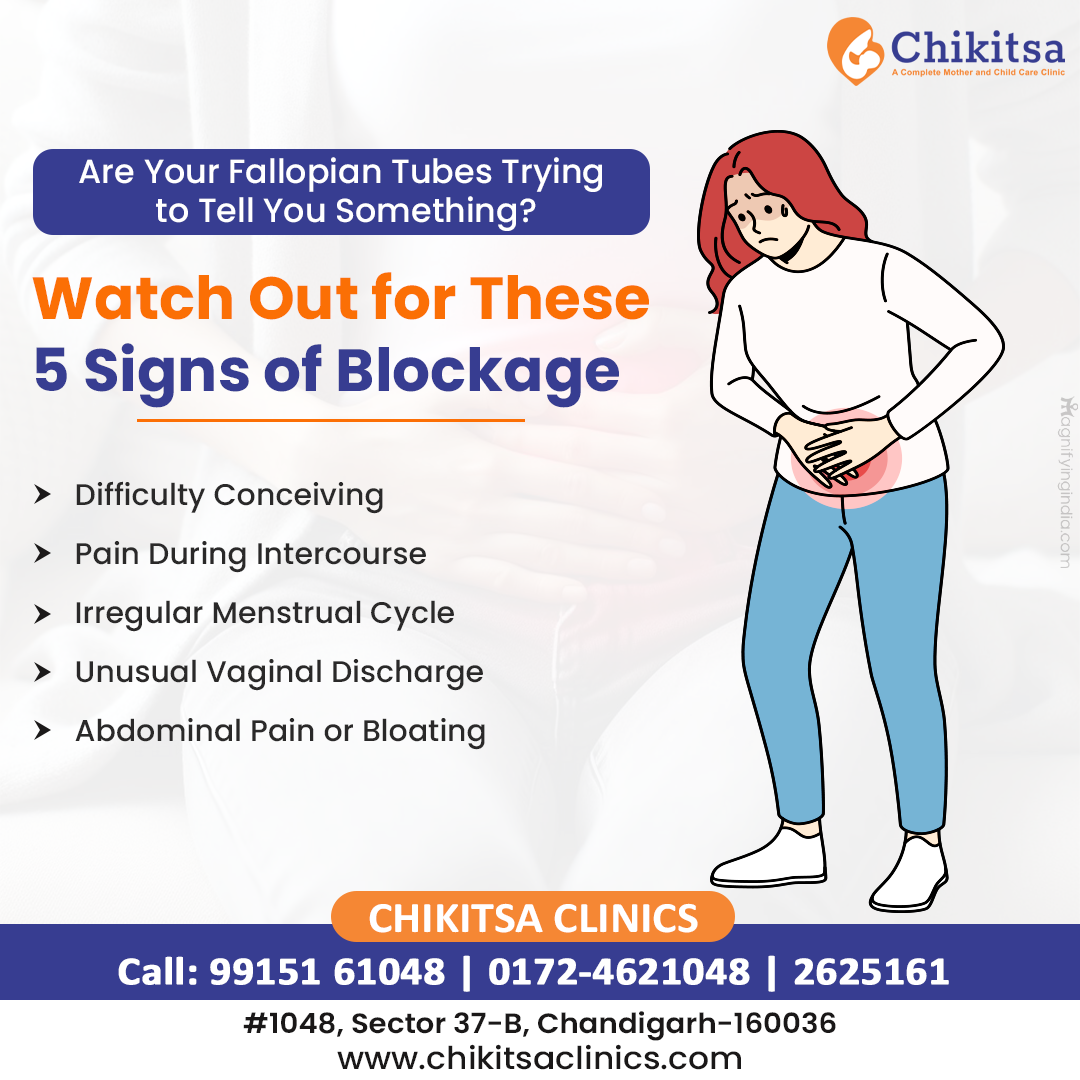 Chikitsa
A Complete Mother and Child Care Clinic
Are Your Fallopian Tubes Trying
to Tell You Something?
Watch Out for These
5 Signs of Blockage
➤ Difficulty Conceiving
➤ Pain During Intercourse
➤ Irregular Menstrual Cycle
➤ Unusual Vaginal Discharge
➤ Abdominal Pain or Bloating
Magnifyingindia.com
CHIKITSA CLINICS
Call: 99151 61048 | 0172-4621048 | 2625161
#1048, Sector 37-B, Chandigarh-160036
www.chikitsaclinics.com